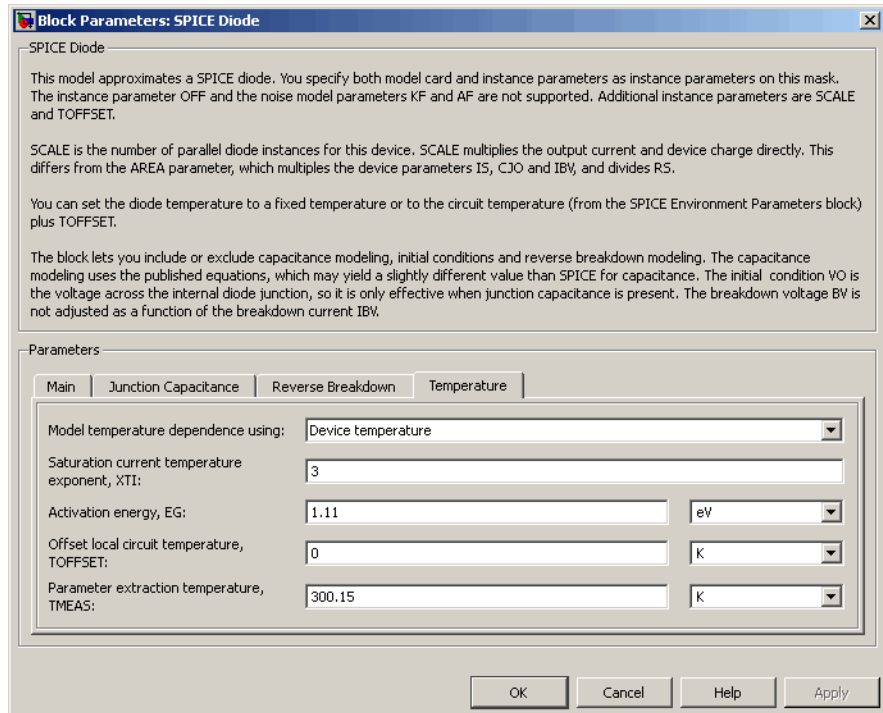 Block Parameters: SPICE Diode
SPICE Diode
This model approximates a SPICE diode. You specify both model card and instance parameters as instance parameters on this mask.
The instance parameter OFF and the noise model parameters KF and AF are not supported. Additional instance parameters are SCALE
and TOFFSET.
SCALE is the number of parallel diode instances for this device. SCALE multiplies the output current and device charge directly. This
differs from the AREA parameter, which multiples the device parameters IS, CJO and IBV, and divides RS.
You can set the diode temperature to a fixed temperature or to the circuit temperature (from the SPICE Environment Parameters block)
plus TOFFSET.
The block lets you include or exclude capacitance modeling, initial conditions and reverse breakdown modeling. The capacitance
modeling uses the published equations, which may yield a slightly different value than SPICE for capacitance. The initial condition VO is
the voltage across the internal diode junction, so it is only effective when junction capacitance is present. The breakdown voltage BV is
not adjusted as a function of the breakdown current IBV.
Parameters
Main Junction Capacitance Reverse Breakdown Temperature
Model temperature dependence using: Device temperature
Saturation current temperature
exponent, XTI: 3
Activation energy, EG: 1.11 eV
Offset local circuit temperature,
TOFFSET: 0 K
Parameter extraction temperature,
TMEAS: 300.15 K
OK Cancel Help Apply